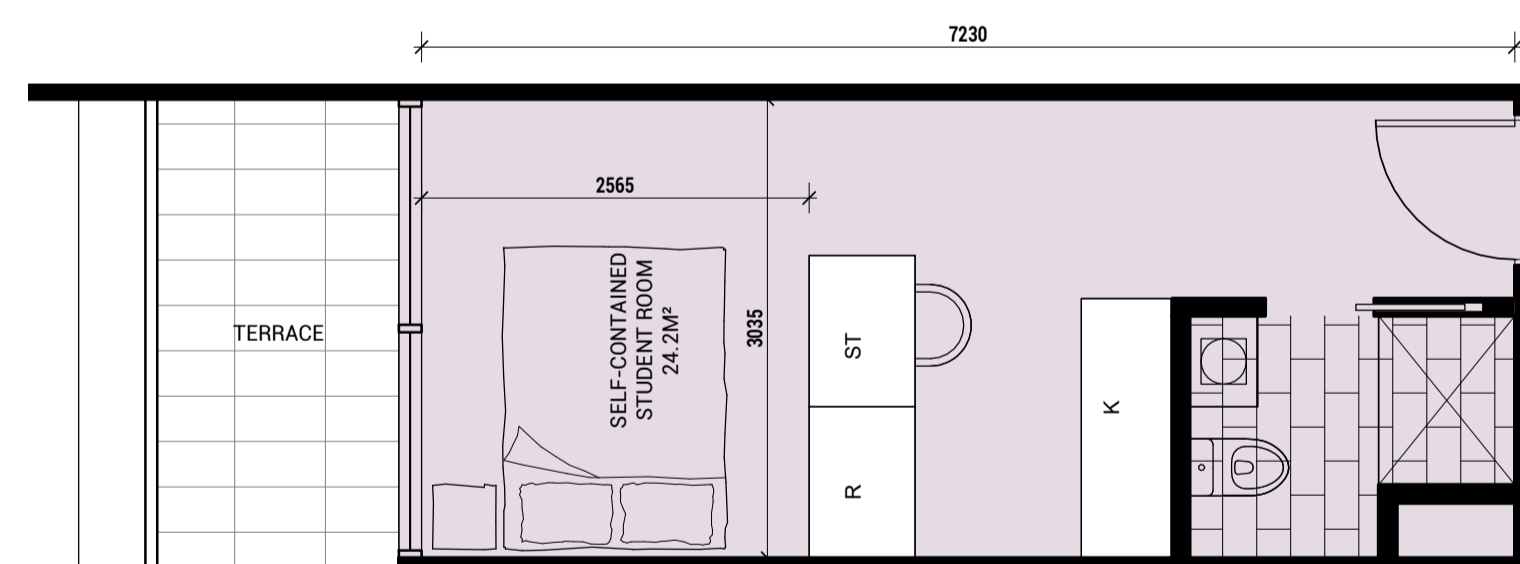 7230
2565
TERRACE
SELF-CONTAINED
STUDENT ROOM
24.2M²
3035
ST
R
K